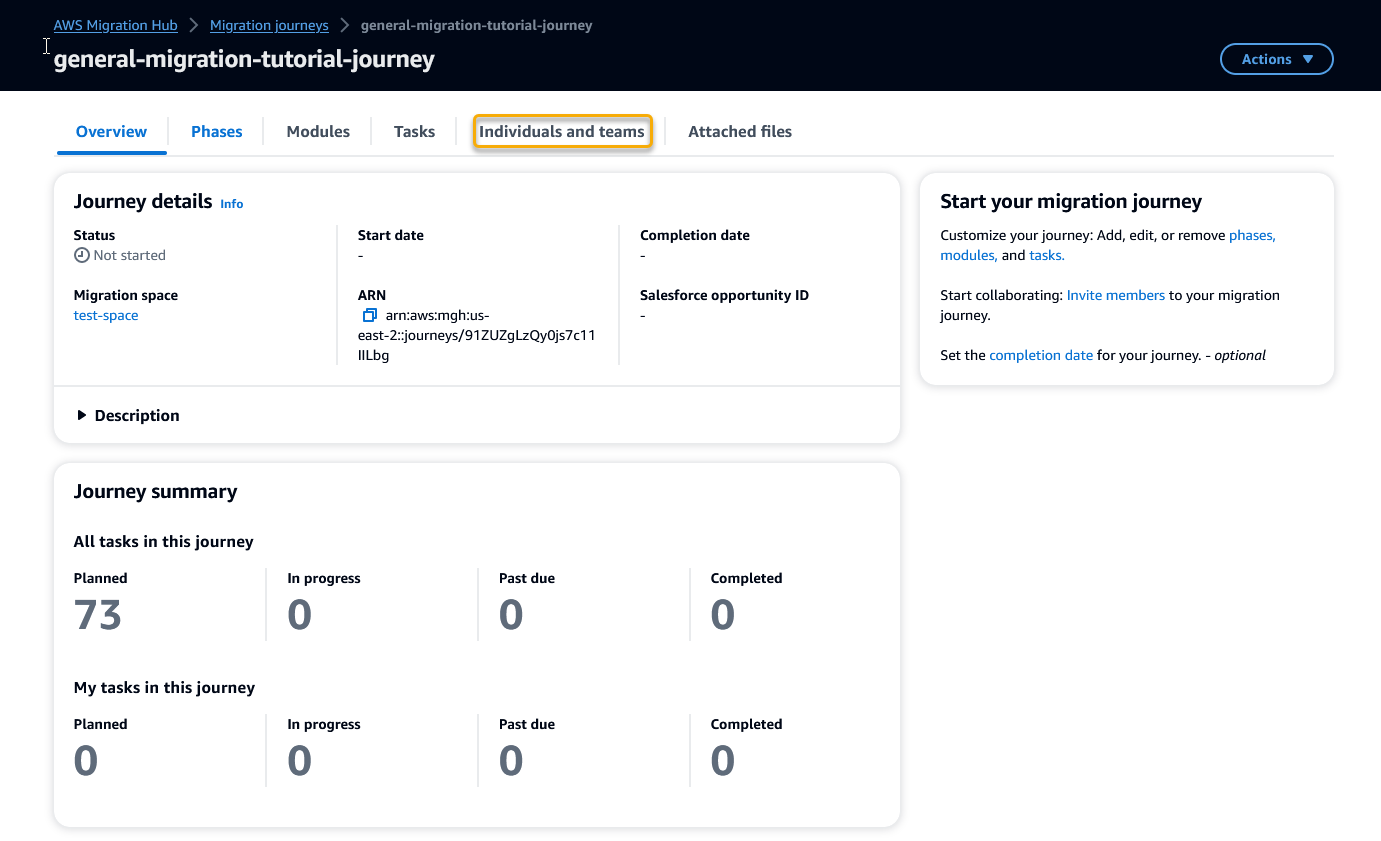 AWS Migration Hub > Migration journeys > general-migration-tutorial-journey
general-migration-tutorial-journey
Actions
Overview
Phases
Modules
Tasks
Individuals and teams
Attached files
Journey details Info
Status
Not started
Start date
-
Completion date
-
Migration space
test-space
ARN
arn:aws:mgh:us-
east-2::journeys/91ZUZgLzQy0js7c11
IILbg
Salesforce opportunity ID
-
Description
Start your migration journey
Customize your journey: Add, edit, or remove phases,
modules, and tasks.
Start collaborating: Invite members to your migration
journey.
Set the completion date for your journey. - optional
Journey summary
All tasks in this journey
Planned
73
In progress
0
Past due
0
Completed
0
My tasks in this journey
Planned
0
In progress
0
Past due
0
Completed
0